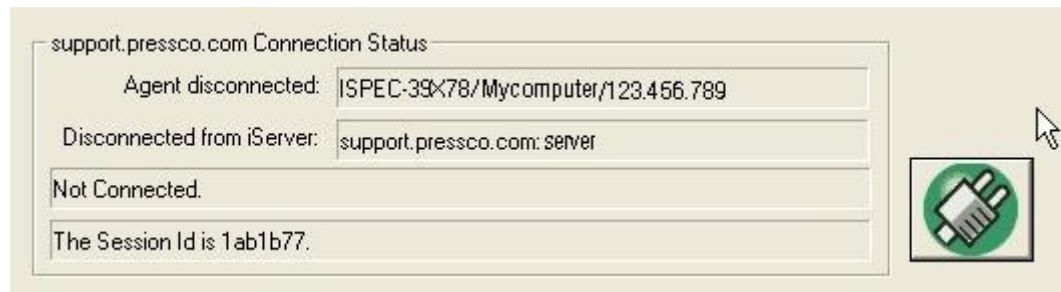 support.pressco.com Connection Status
Agent disconnected: ISPEC-39X78/Mycomputer/123.456.789
Disconnected from iServer: support.pressco.com: server
Not Connected.
The Session Id is 1ab1b77.